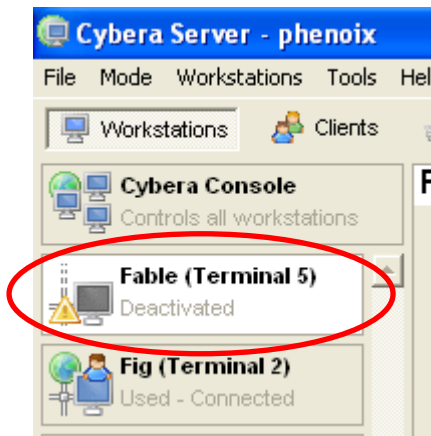 Cybera Server - phenoix
File Mode Workstations Tools Hel
Workstations Clients
Cybera Console
Controls all workstations
F
Fable (Terminal 5)
Deactivated
Fig (Terminal 2)
Used - Connected